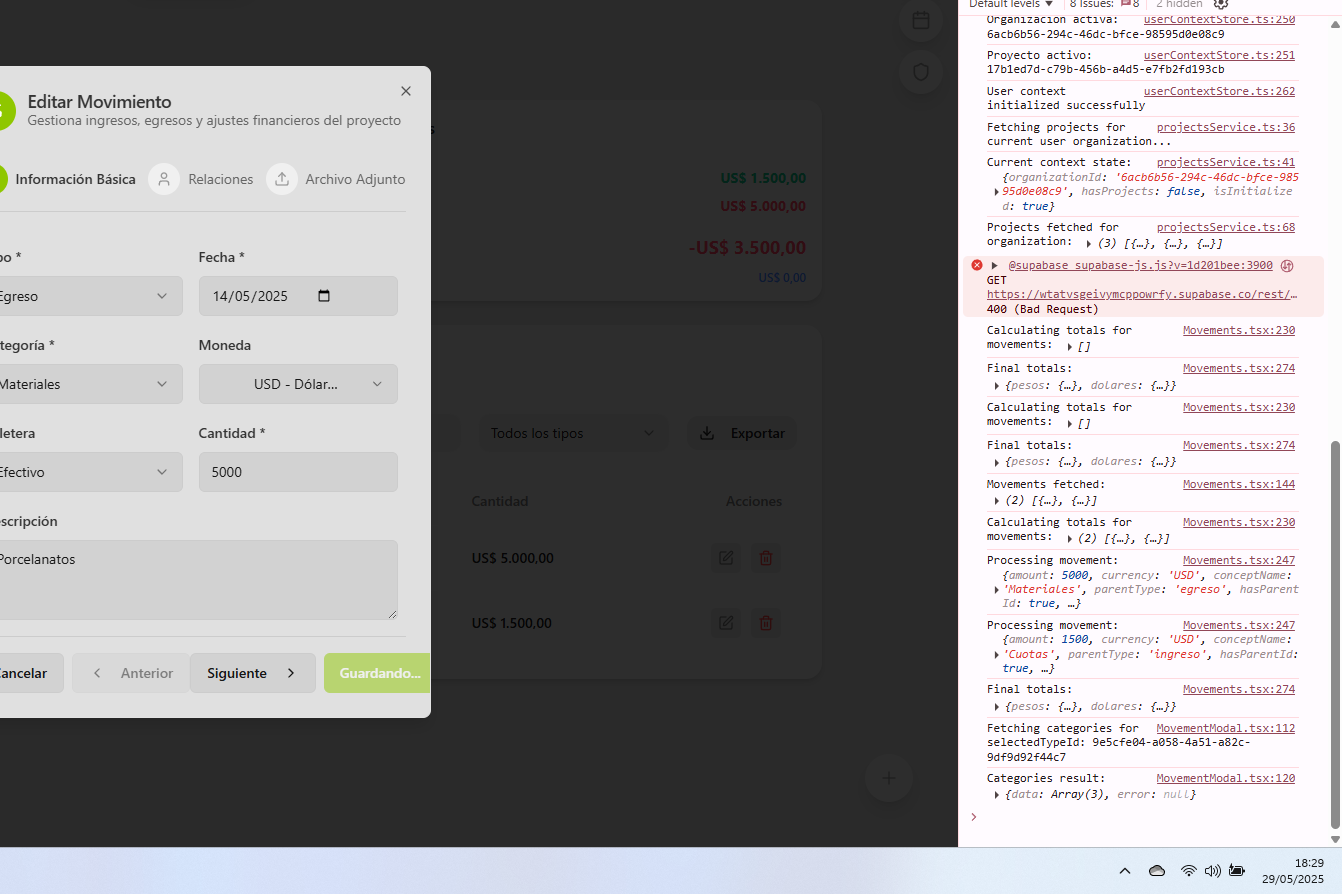 Editar Movimiento
Gestiona ingresos, egresos y ajustes financieros del proyecto
Información Básica
Relaciones
Archivo Adjunto
po *
Fecha *
Egreso
14/05/2025
tegoría *
Moneda
Materiales
USD - Dólar...
letera
Cantidad *
Efectivo
5000
scripción
Porcelanatos
Cancelar
Anterior
Siguiente
Guardando...
s
US$ 1.500,00
US$ 5.000,00
-US$ 3.500,00
US$ 0,00
Todos los tipos
Exportar
Cantidad
Acciones
US$ 5.000,00
US$ 1.500,00
Default levels
8 Issues:
8
2 hidden
Organización activa: userContextStore.ts:250
6acb6b56-294c-46dc-bfce-98595d0e08c9
Proyecto activo: userContextStore.ts:251
17b1ed7d-c79b-456b-a4d5-e7fb2fd193cb
User context userContextStore.ts:262
initialized successfully
Fetching projects for projectsService.ts:36
current user organization...
Current context state: projectsService.ts:41
{organizationId: '6acb6b56-294c-46dc-bfce-985
95d0e08c9', hasProjects: false, isInitialize
d: true}
Projects fetched for projectsService.ts:68
organization: (3) [{…}, {…}, {…}]
@supabase_supabase-js.js?v=1d201bee:3900
GET
https://wtatvsgeivymcppowrfy.supabase.co/rest/…
400 (Bad Request)
Calculating totals for Movements.tsx:230
movements: []
Final totals: Movements.tsx:274
{pesos: {…}, dolares: {…}}
Calculating totals for Movements.tsx:230
movements: []
Final totals: Movements.tsx:274
{pesos: {…}, dolares: {…}}
Movements fetched: Movements.tsx:144
(2) [{…}, {…}]
Calculating totals for Movements.tsx:230
movements: (2) [{…}, {…}]
Processing movement: Movements.tsx:247
{amount: 5000, currency: 'USD', conceptName:
'Materiales', parentType: 'egreso', hasParent
Id: true, …}
Processing movement: Movements.tsx:247
{amount: 1500, currency: 'USD', conceptName:
'Cuotas', parentType: 'ingreso', hasParentId:
true, …}
Final totals: Movements.tsx:274
{pesos: {…}, dolares: {…}}
Fetching categories for MovementModal.tsx:112
selectedTypeId: 9e5cfe04-a058-4a51-a82c-
9df9d92f44c7
Categories result: MovementModal.tsx:120
{data: Array(3), error: null}
18:29
29/05/2025